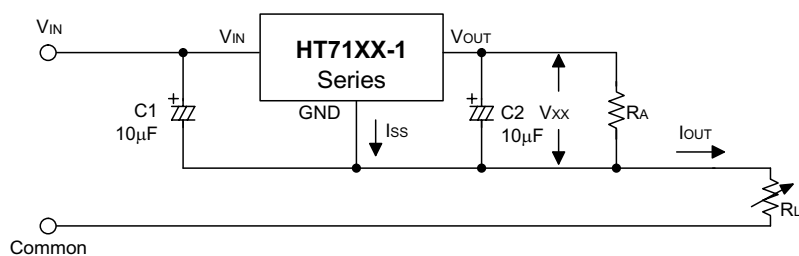 VIN
VIN
HT71XX-1
Series
VOUT
GND
C1
10μF
ISS
C2
10μF
VXX
RA
IOUT
RL
Common